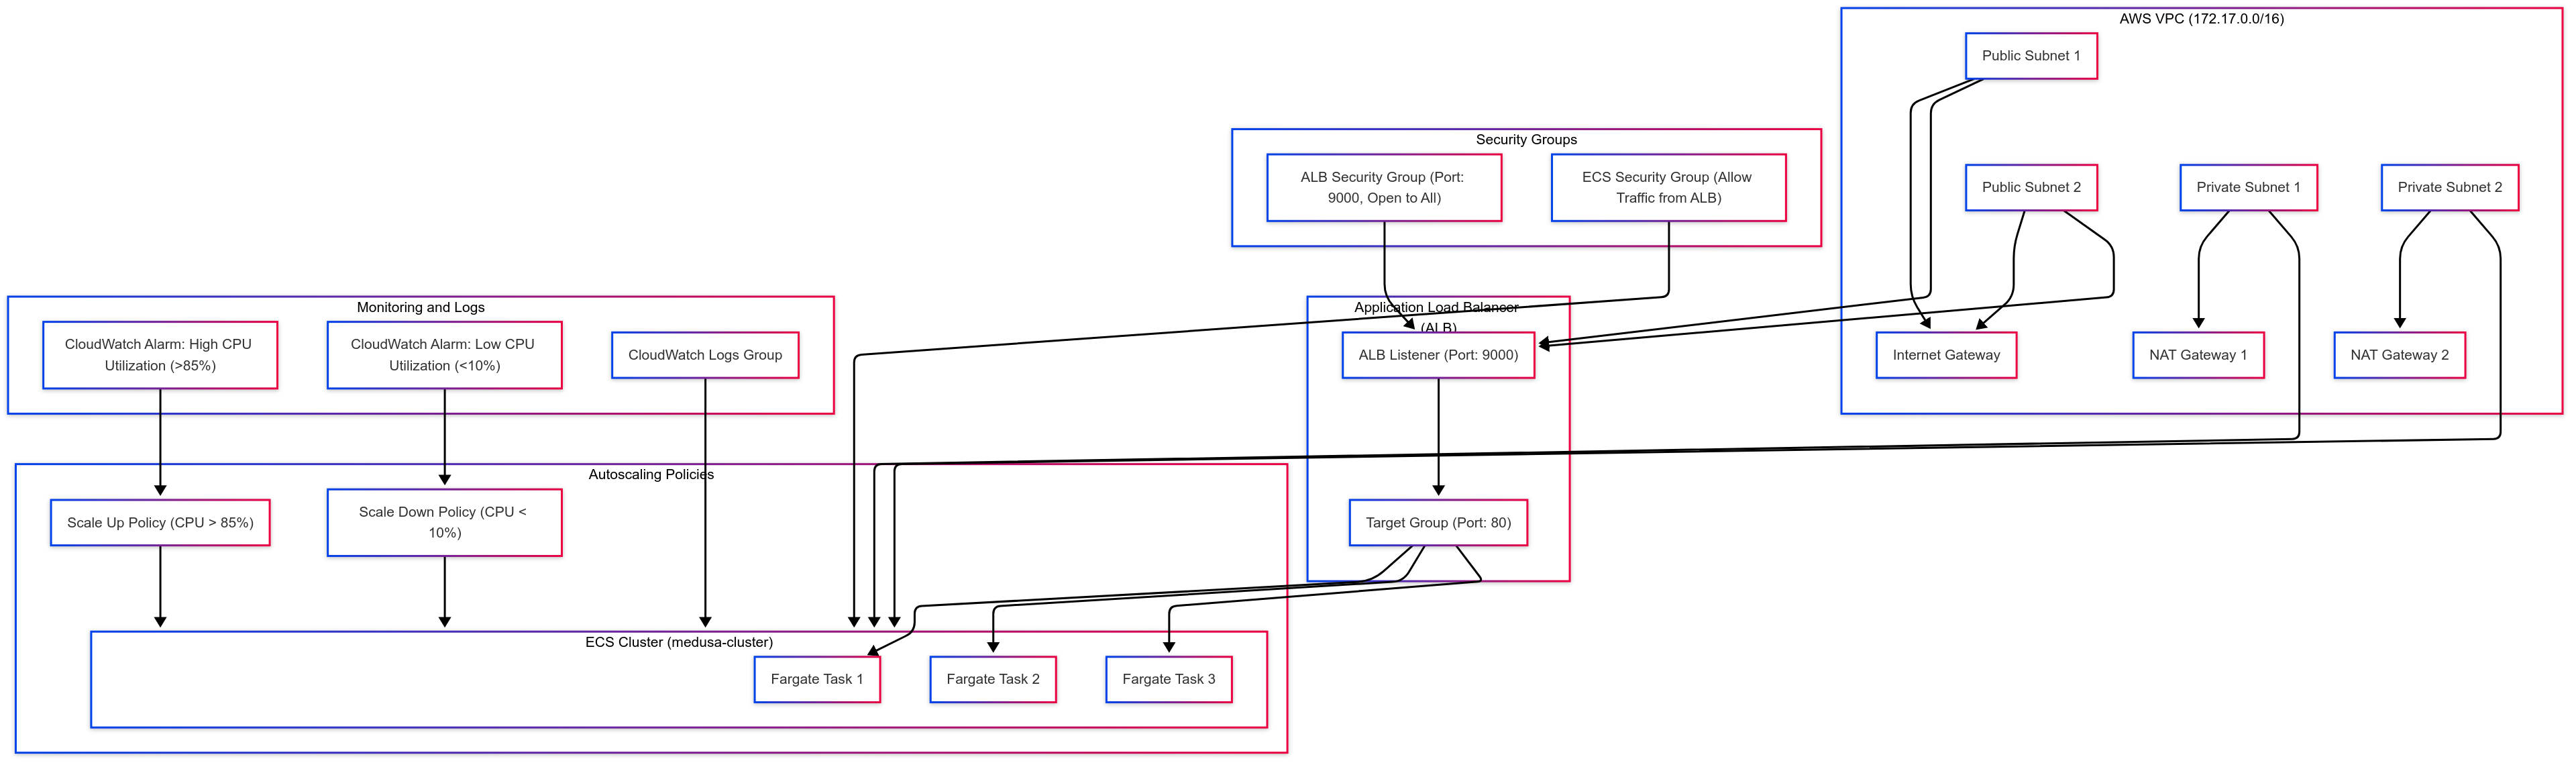 AWS VPC (172.17.0.0/16)
Public Subnet 1
Security Groups
ALB Security Group (Port:
9000, Open to All)
ECS Security Group (Allow
Traffic from ALB)
Public Subnet 2
Private Subnet 1
Private Subnet 2
Monitoring and Logs
CloudWatch Alarm: High CPU
Utilization (>85%)
CloudWatch Alarm: Low CPU
Utilization (<10%)
CloudWatch Logs Group
Application Load Balancer
(ALB)
ALB Listener (Port: 9000)
Internet Gateway
NAT Gateway 1
NAT Gateway 2
Autoscaling Policies
Scale Up Policy (CPU > 85%)
Scale Down Policy (CPU <
10%)
Target Group (Port: 80)
ECS Cluster (medusa-cluster)
Fargate Task 1
Fargate Task 2
Fargate Task 3